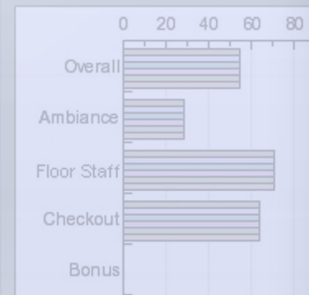 0 20 40 60 80
Overall
Ambiance
Floor Staff
Checkout
Bonus